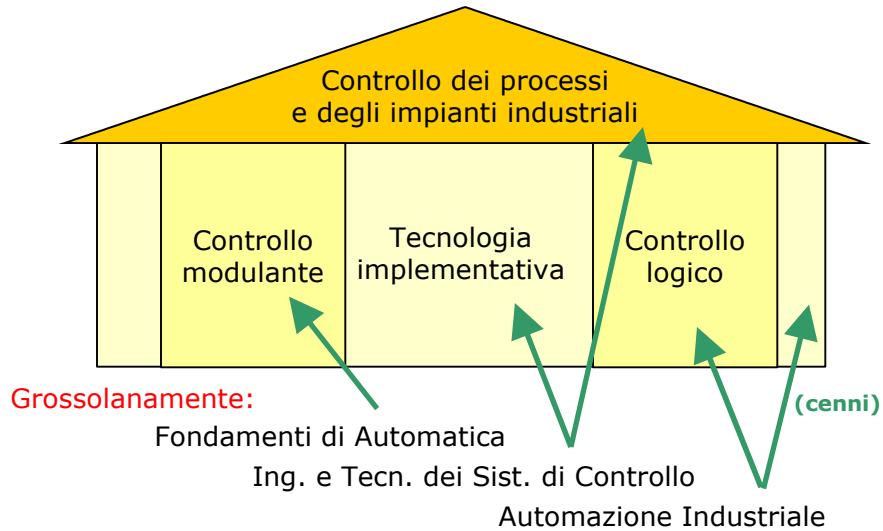 Controllo dei processi
e degli impianti industriali
Controllo
modulante
Tecnologia
implementativa
Controllo
logico
Grossolanamente:
(cenni)
Fondamenti di Automatica
Ing. e Tecn. dei Sist. di Controllo
Automazione Industriale